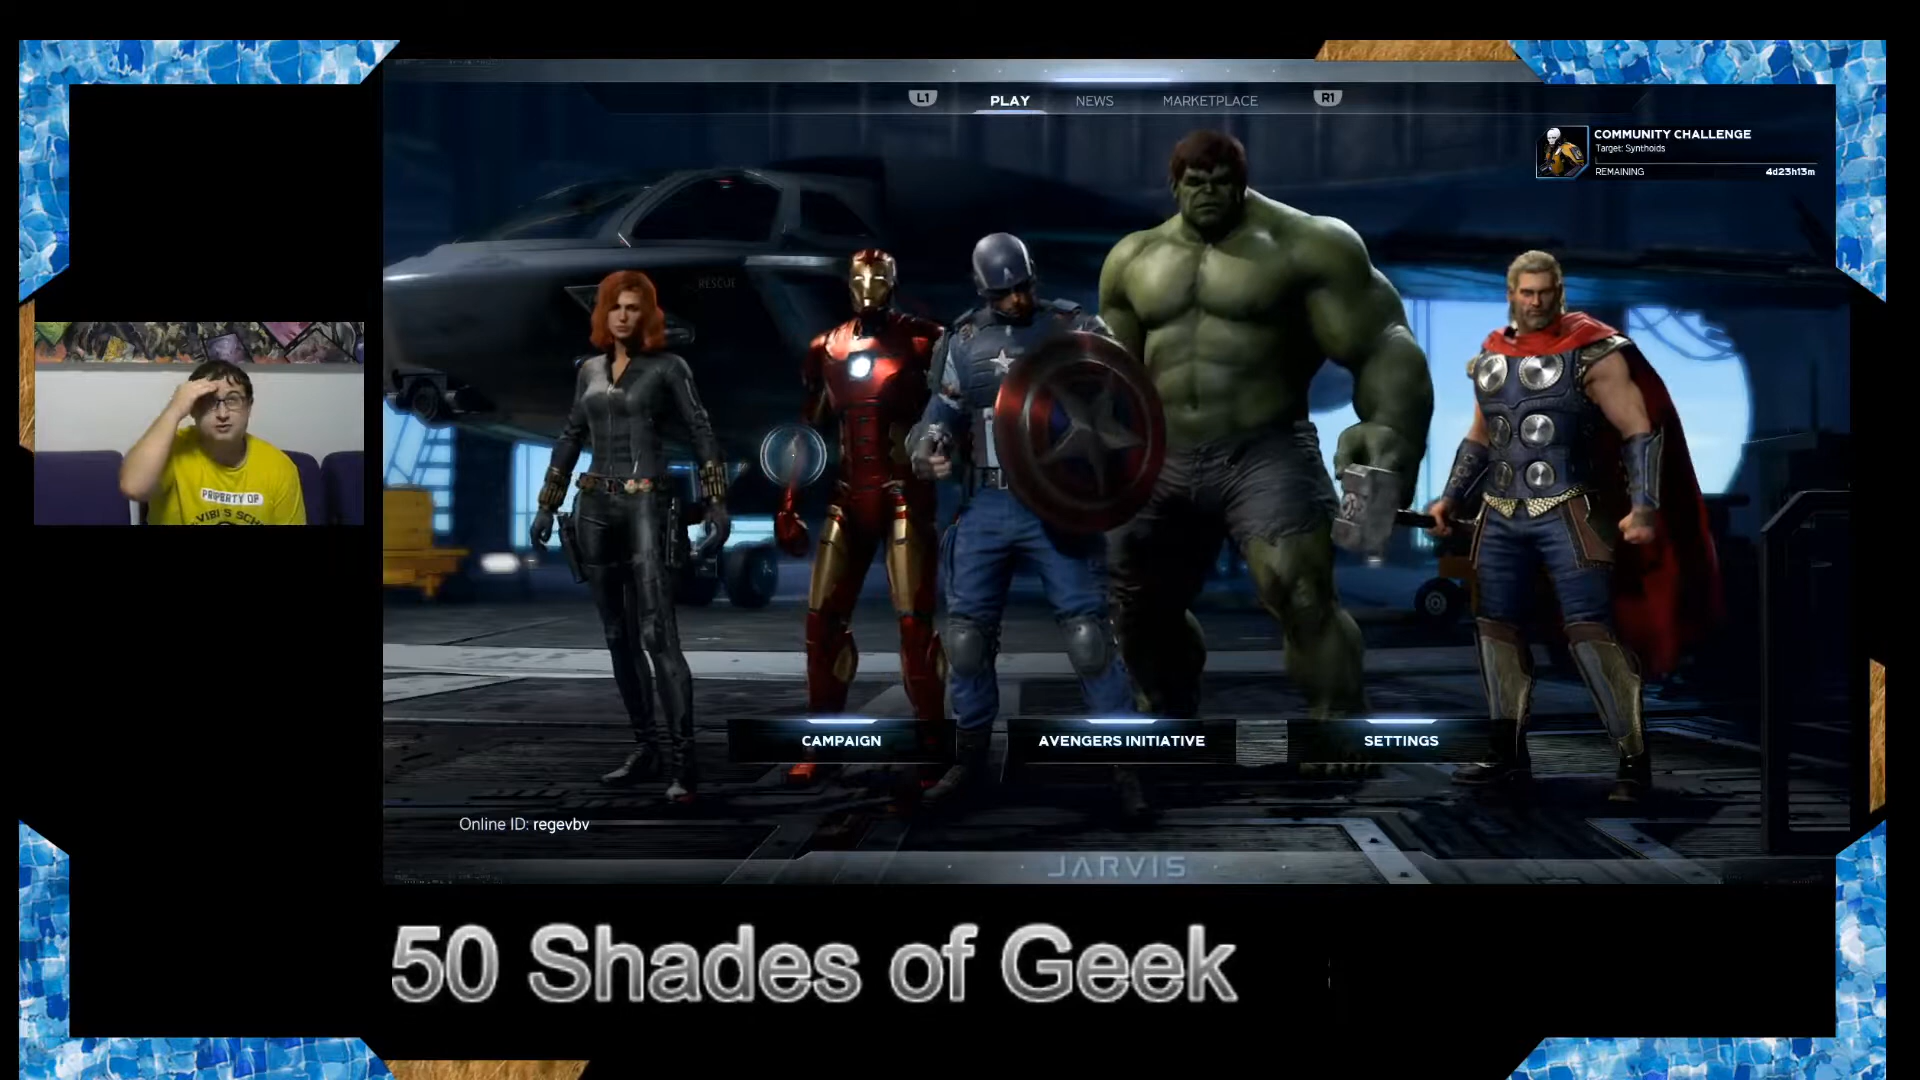 L1
PLAY
NEWS
MARKETPLACE
R1
COMMUNITY CHALLENGE
Target: Synthoids
REMAINING
4d23h13m
RESCUE
PROPERTY OF
CAMPAIGN
AVENGERS INITIATIVE
SETTINGS
Online ID: regevbv
JARVIS
50 Shades of Geek